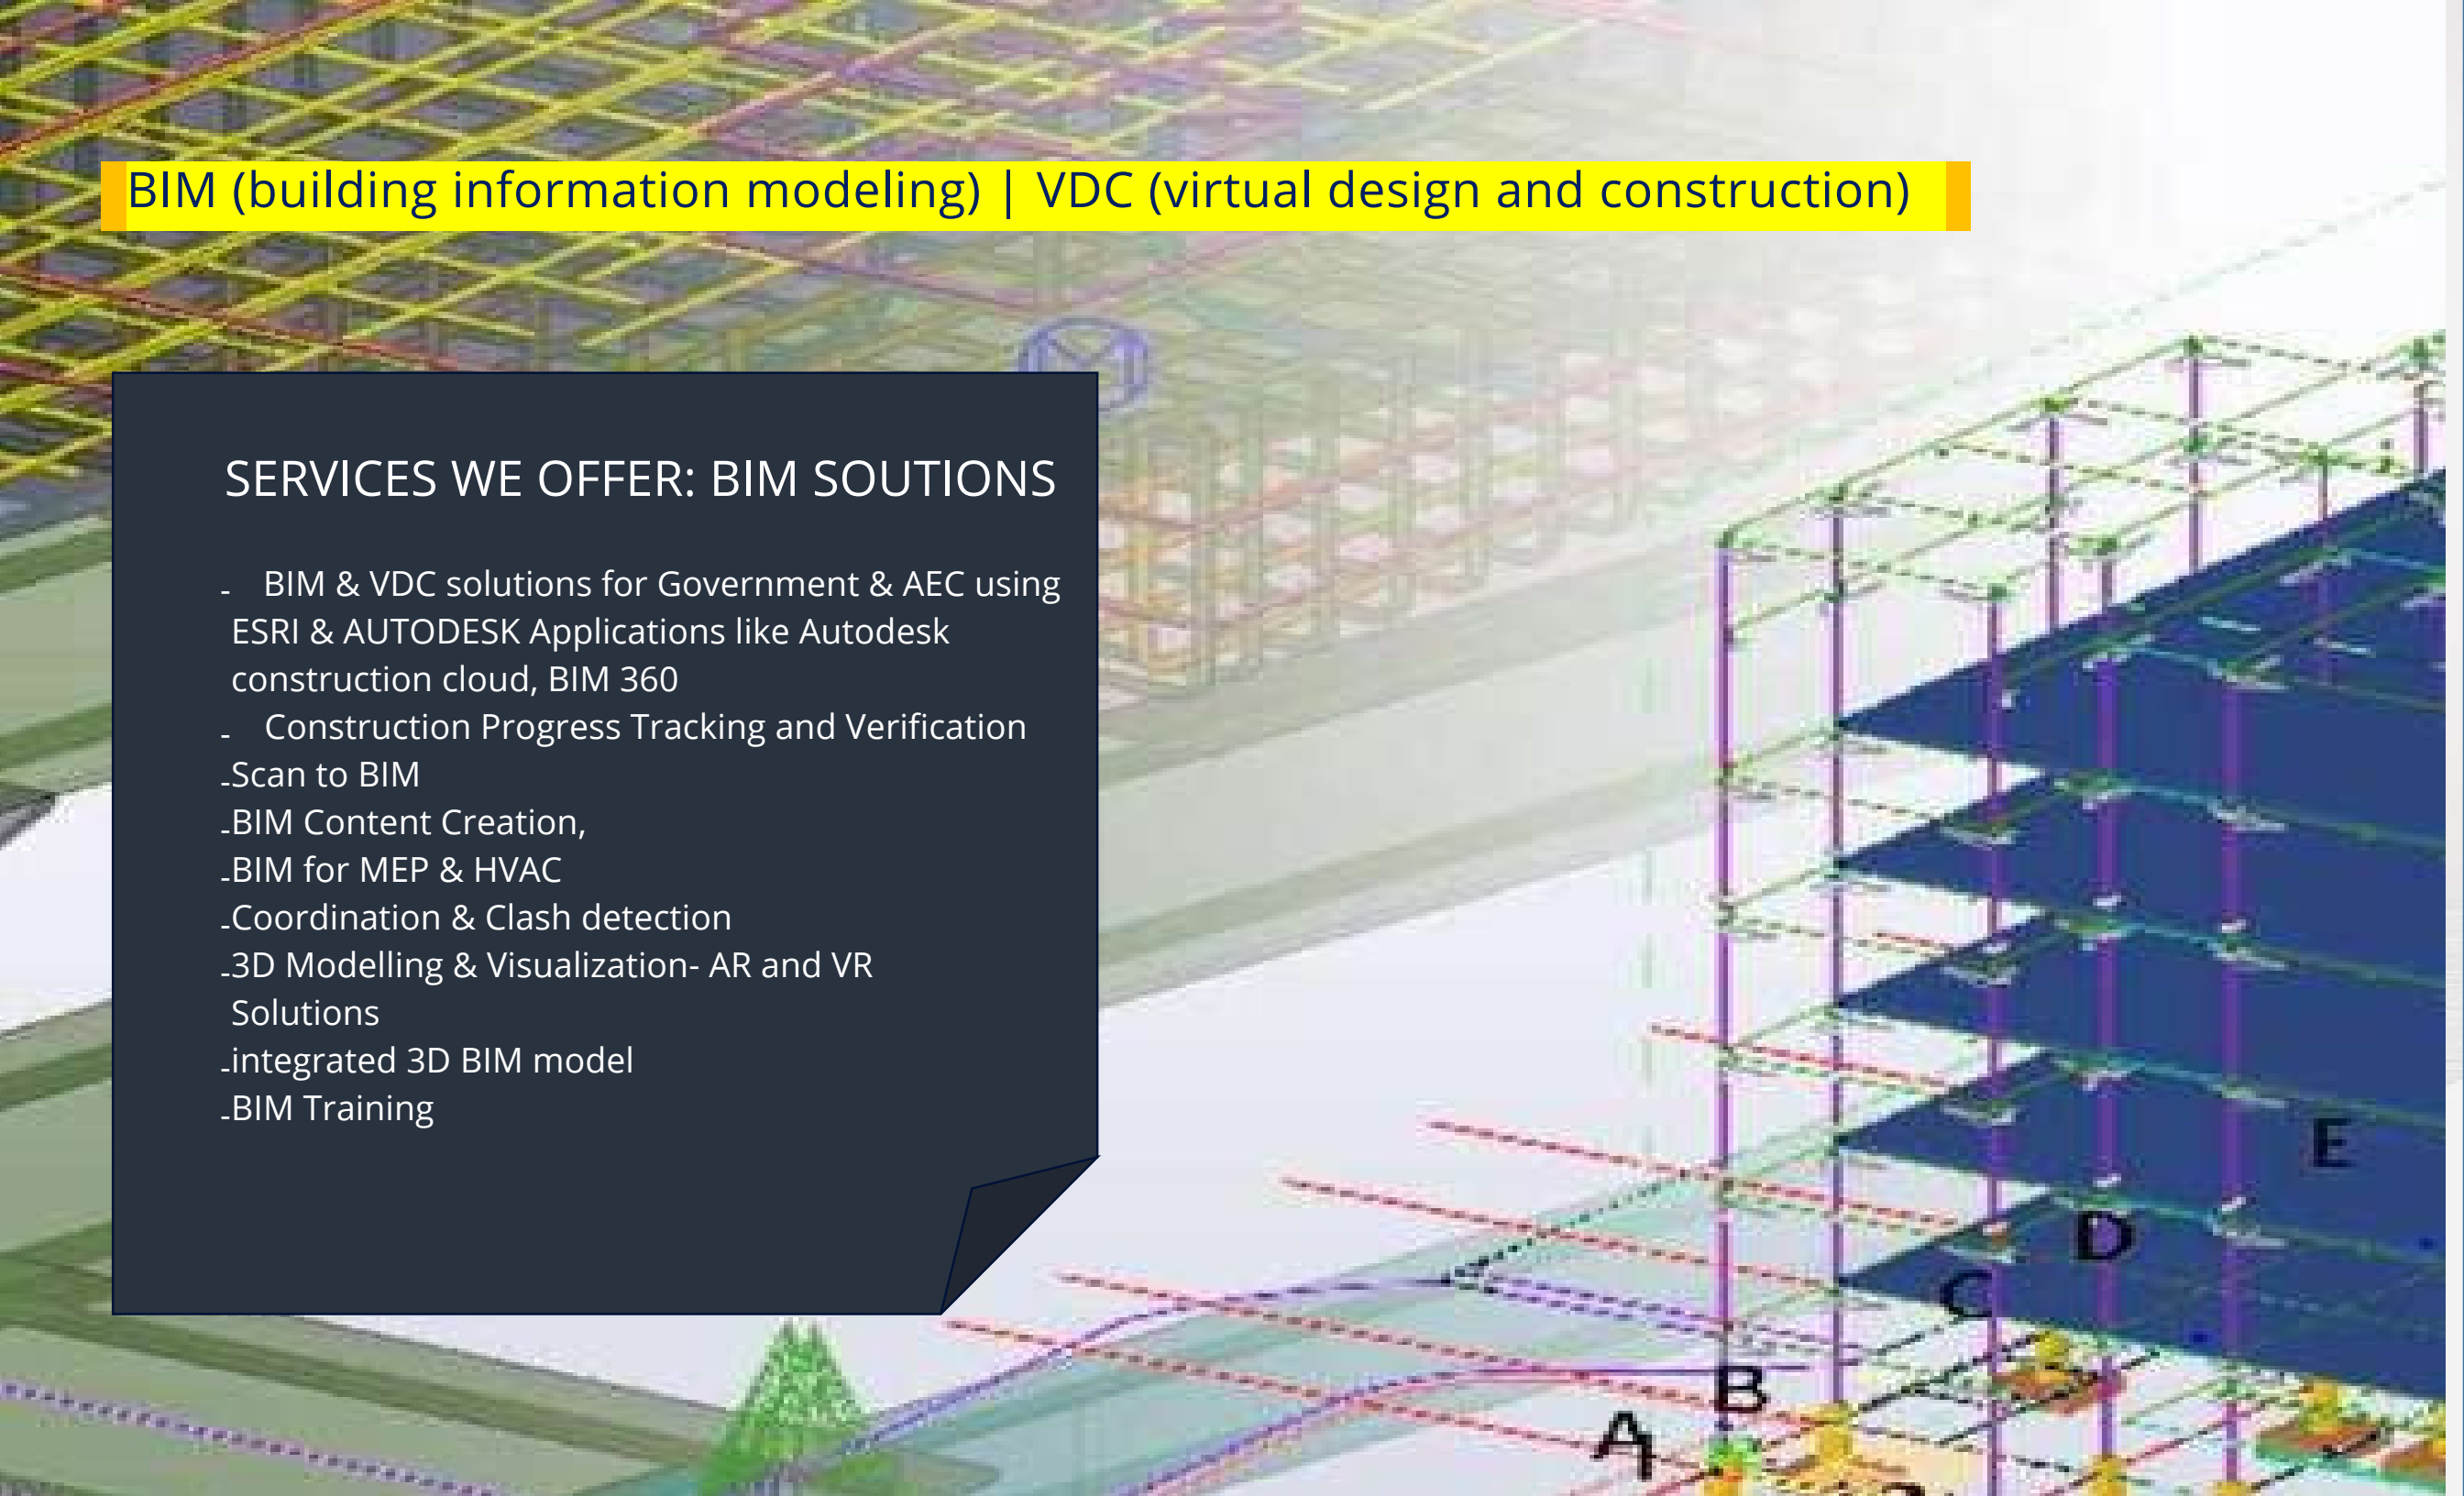 BIM (building information modeling) | VDC (virtual design and construction)
SERVICES WE OFFER: BIM SOUTIONS
- BIM & VDC solutions for Government & AEC using
ESRI & AUTODESK Applications like Autodesk
construction cloud, BIM 360
- Construction Progress Tracking and Verification
-Scan to BIM
-BIM Content Creation,
-BIM for MEP & HVAC
-Coordination & Clash detection
-3D Modelling & Visualization- AR and VR
Solutions
-integrated 3D BIM model
-BIM Training
E
D
C
B
A